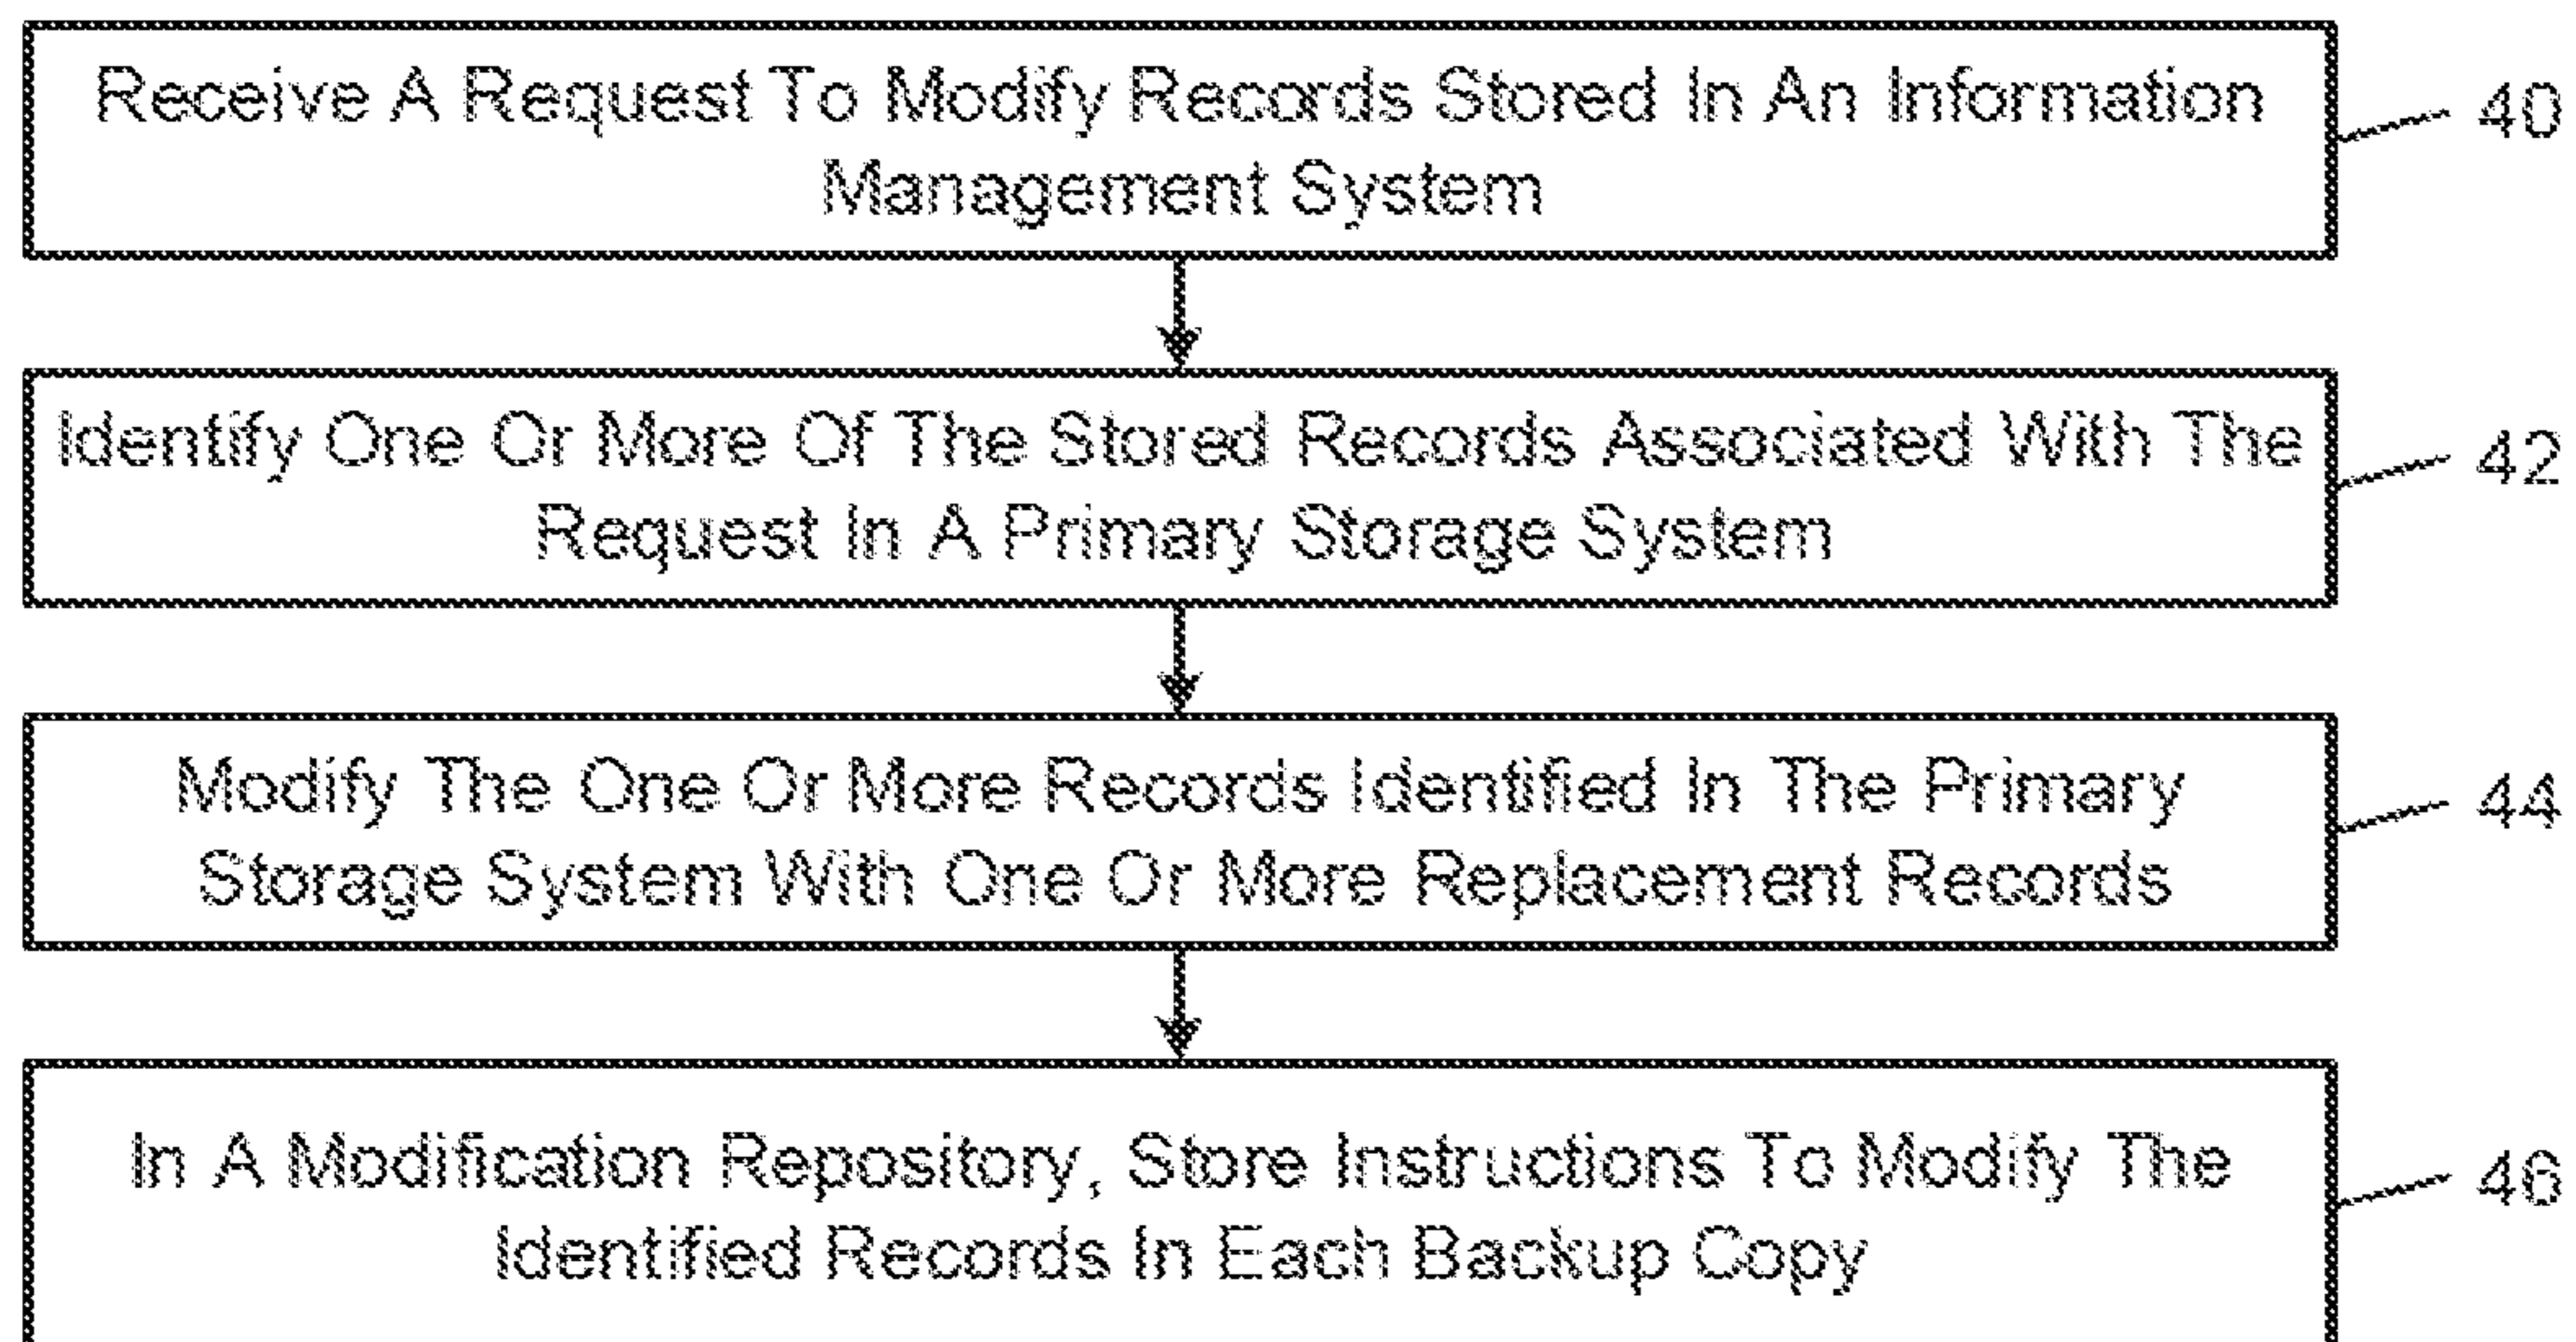 Receive A Request To Modify Records Stored In An Information
Management System
40
Identify One Or More Of The Stored Records Associated With The
Request In A Primary Storage System
42
Modify The One Or More Records Identified In The Primary
Storage System With One Or More Replacement Records
44
In A Modification Repository, Store Instructions To Modify The
Identified Records In Each Backup Copy
46